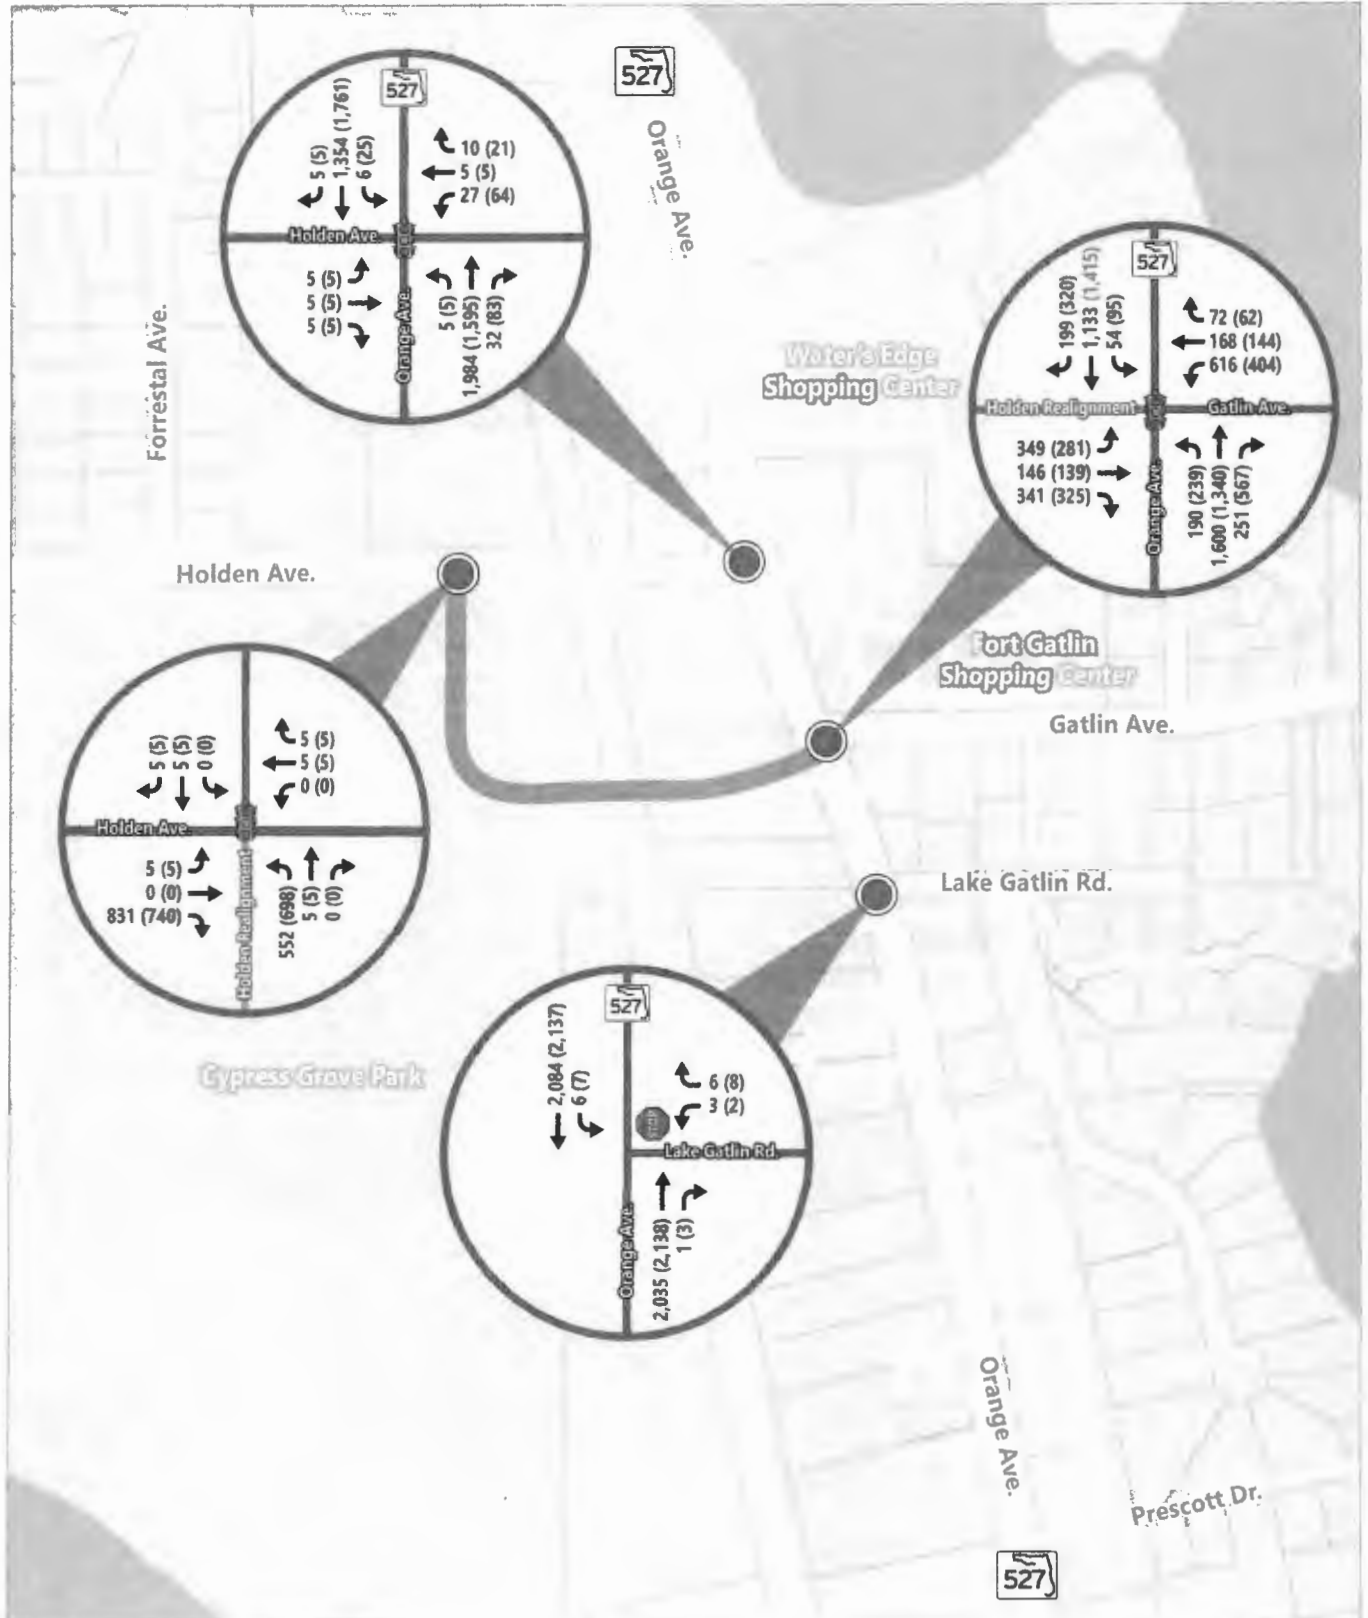 527
Orange Ave.
527
5 (5)
1,354 (1,761)
6 (25)
10 (21)
5 (5)
27 (64)
Holden Ave.
5 (5)
5 (5)
5 (5)
Orange Ave.
5 (5)
1,984 (1,595)
32 (83)
Forrestal Ave.
Water's Edge
Shopping Center
527
199 (320)
1,133 (1,415)
54 (95)
72 (62)
168 (144)
616 (404)
Holden Realignment
Gatlin Ave.
349 (281)
146 (139)
341 (325)
Orange Ave.
190 (239)
1,600 (1,340)
251 (567)
Holden Ave.
Fort Gatlin
Shopping Center
Gatlin Ave.
5 (5)
5 (5)
0 (0)
5 (5)
5 (5)
0 (0)
Holden Ave.
5 (5)
0 (0)
831 (740)
Holden Realignment
552 (698)
5 (5)
0 (0)
Lake Gatlin Rd.
Cypress Grove Park
527
2,084 (2,137)
6 (7)
6 (8)
3 (2)
STOP
Lake Gatlin Rd.
Orange Ave.
2,035 (2,138)
1 (3)
Orange Ave.
Prescott Dr.
527